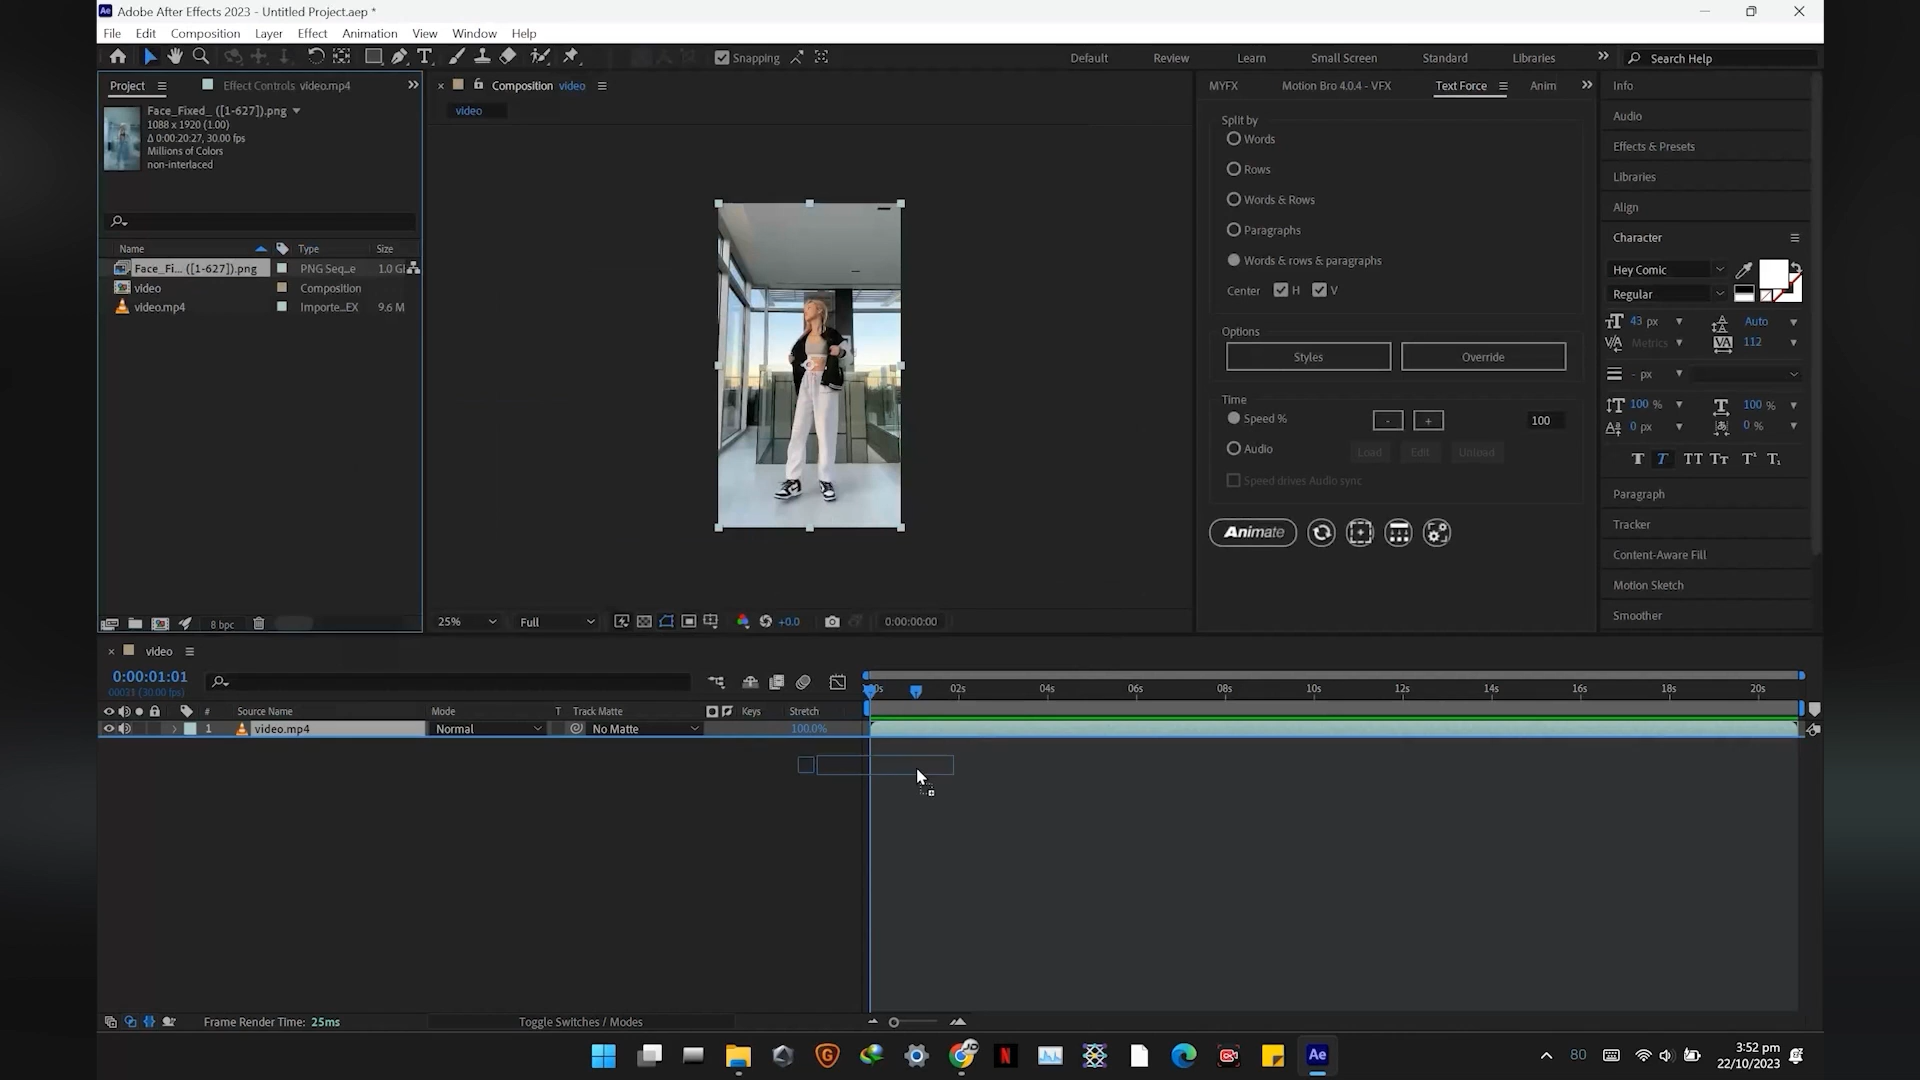 Adobe After Effects 2023 - Untitled Project.aep *
File Edit Composition Layer Effect Animation View Window Help
Snapping
Default Review Learn Small Screen Standard Libraries
Search Help
Project
Effect Controls video.mp4
Face_Fixed_ ([1-627]).png
1088 x 1920 (1.00)
Δ 0:00:20:27, 30.00 fps
Millions of Colors
non-interlaced
Name Type Size
Face_Fi... ([1-627]).png PNG Seq...e 1.0 G
video Composition
video.mp4 Importe...EX 9.6 M
8 bpc
Composition video
video
25% Full +0.0 0:00:00:00
MYFX Motion Bro 4.0.4 - VFX Text Force Anim
Split by
Words
Rows
Words & Rows
Paragraphs
Words & rows & paragraphs
Center H V
Options
Styles Override
Time
Speed % - + 100
Audio Load Edit Unload
Speed drives Audio sync
Animate
Info
Audio
Effects & Presets
Libraries
Align
Character
Hey Comic
Regular
43 px Auto
Metrics 112
- px
100 % 100 %
0 px 0 %
Paragraph
Tracker
Content-Aware Fill
Motion Sketch
Smoother
video
0:00:01:01
00031 (30.00 fps)
02s 04s 06s 08s 10s 12s 14s 16s 18s 20s
# Source Name Mode T Track Matte Keys Stretch
1 video.mp4 Normal No Matte 100.0%
Frame Render Time: 25ms
Toggle Switches / Modes
80
3:52 pm
22/10/2023